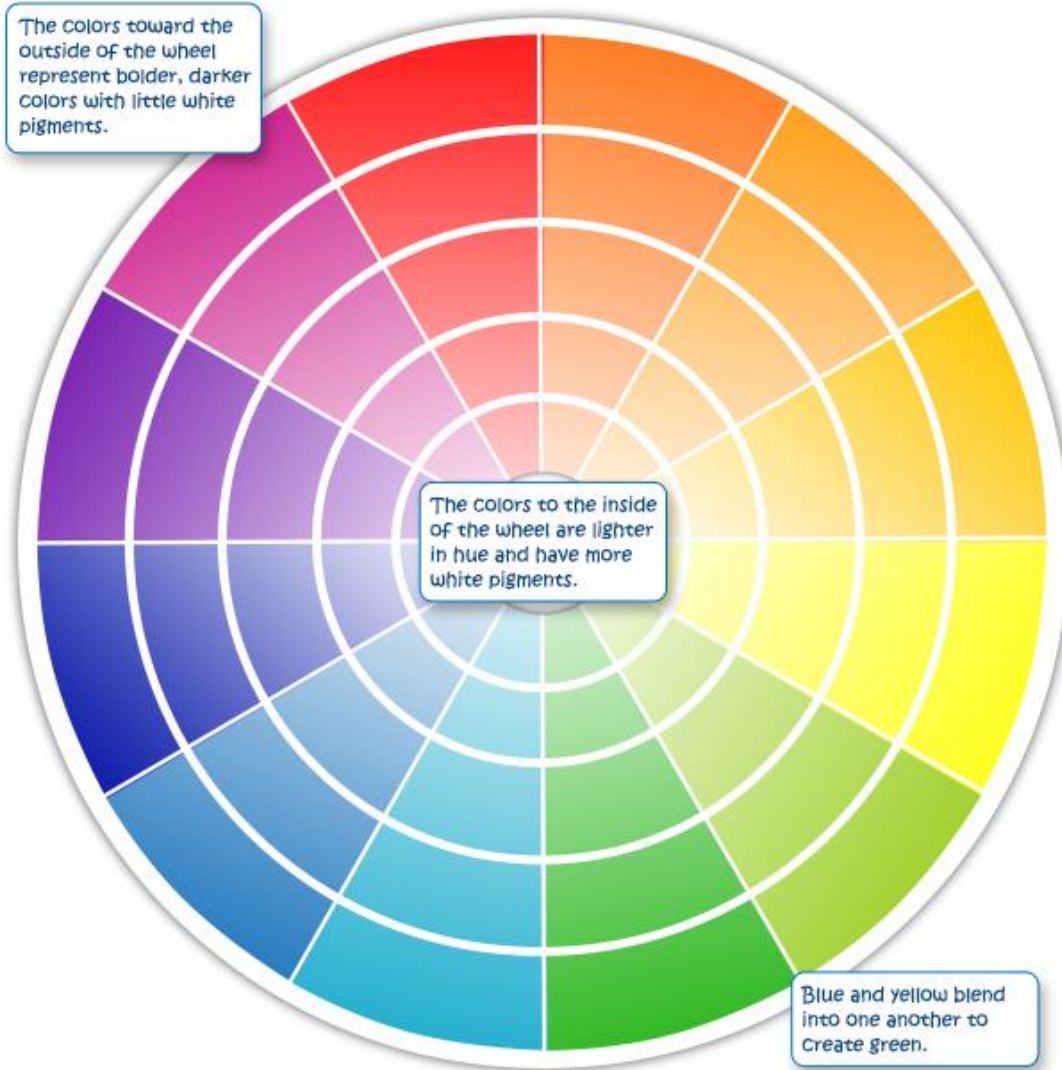 The colors toward the
outside of the wheel
represent bolder, darker
colors with little white
pigments.
The colors to the inside
of the wheel are lighter
in hue and have more
white pigments.
Blue and yellow blend
into one another to
create green.